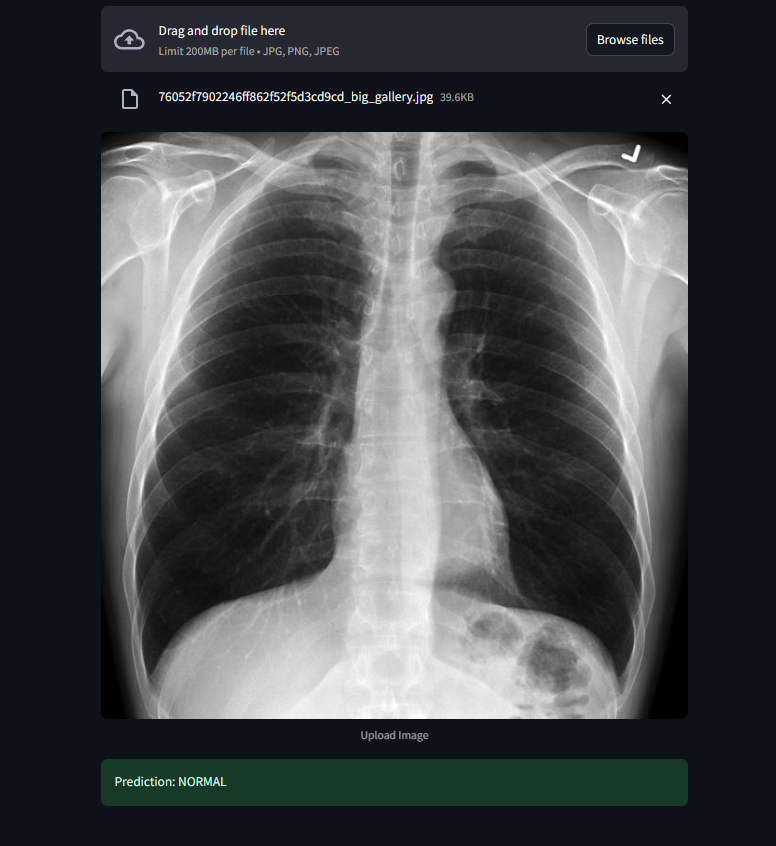 Drag and drop file here
Limit 200MB per file • JPG, PNG, JPEG
Browse files
76052f7902246ff862f52f5d3cd9cd_big_gallery.jpg 39.6KB
Upload Image
Prediction: NORMAL